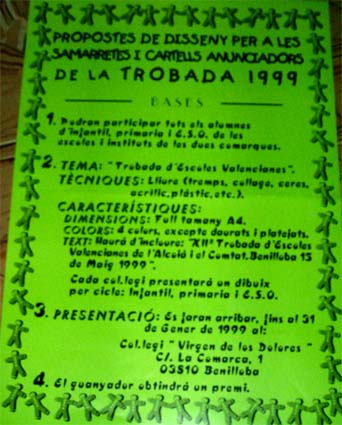 PROPOSTES DE DISSENY PER A LES
SAMARRETES I CARTELLS ANUNCIADORS
DE LA TROBADA 1999
BASES
1. Podran participar tots els alumnes
d'infantil, primaria i E.S.O. de les
escoles i instituts de les dues comarques.
2. TEMA: "Trobada d'Escoles Valencianes".
TÈCNIQUES: Lliure (tremps, collage, ceres,
acrílic, plàstic, etc.).
CARACTERÍSTIQUES:
DIMENSIONS: Full tamany A4.
COLORS: 4 colors, excepte daurats i platejats.
TEXT: Haurà d'incloure: "XIIª Trobada d'Escoles
Valencianes de l'Alcoià i el Comtat. Benilloba 15
de Maig 1999".
Cada col.legi presentarà un dibuix
per cicle: Infantil, primaria i E.S.O.
3. PRESENTACIÓ: Es faran arribar, fins al 31
de Gener de 1999 al:
Col.legi "Virgen de los Dolores"
C/. La Comarca, 1
03810 Benilloba
4. El guanyador obtindrà un premi.